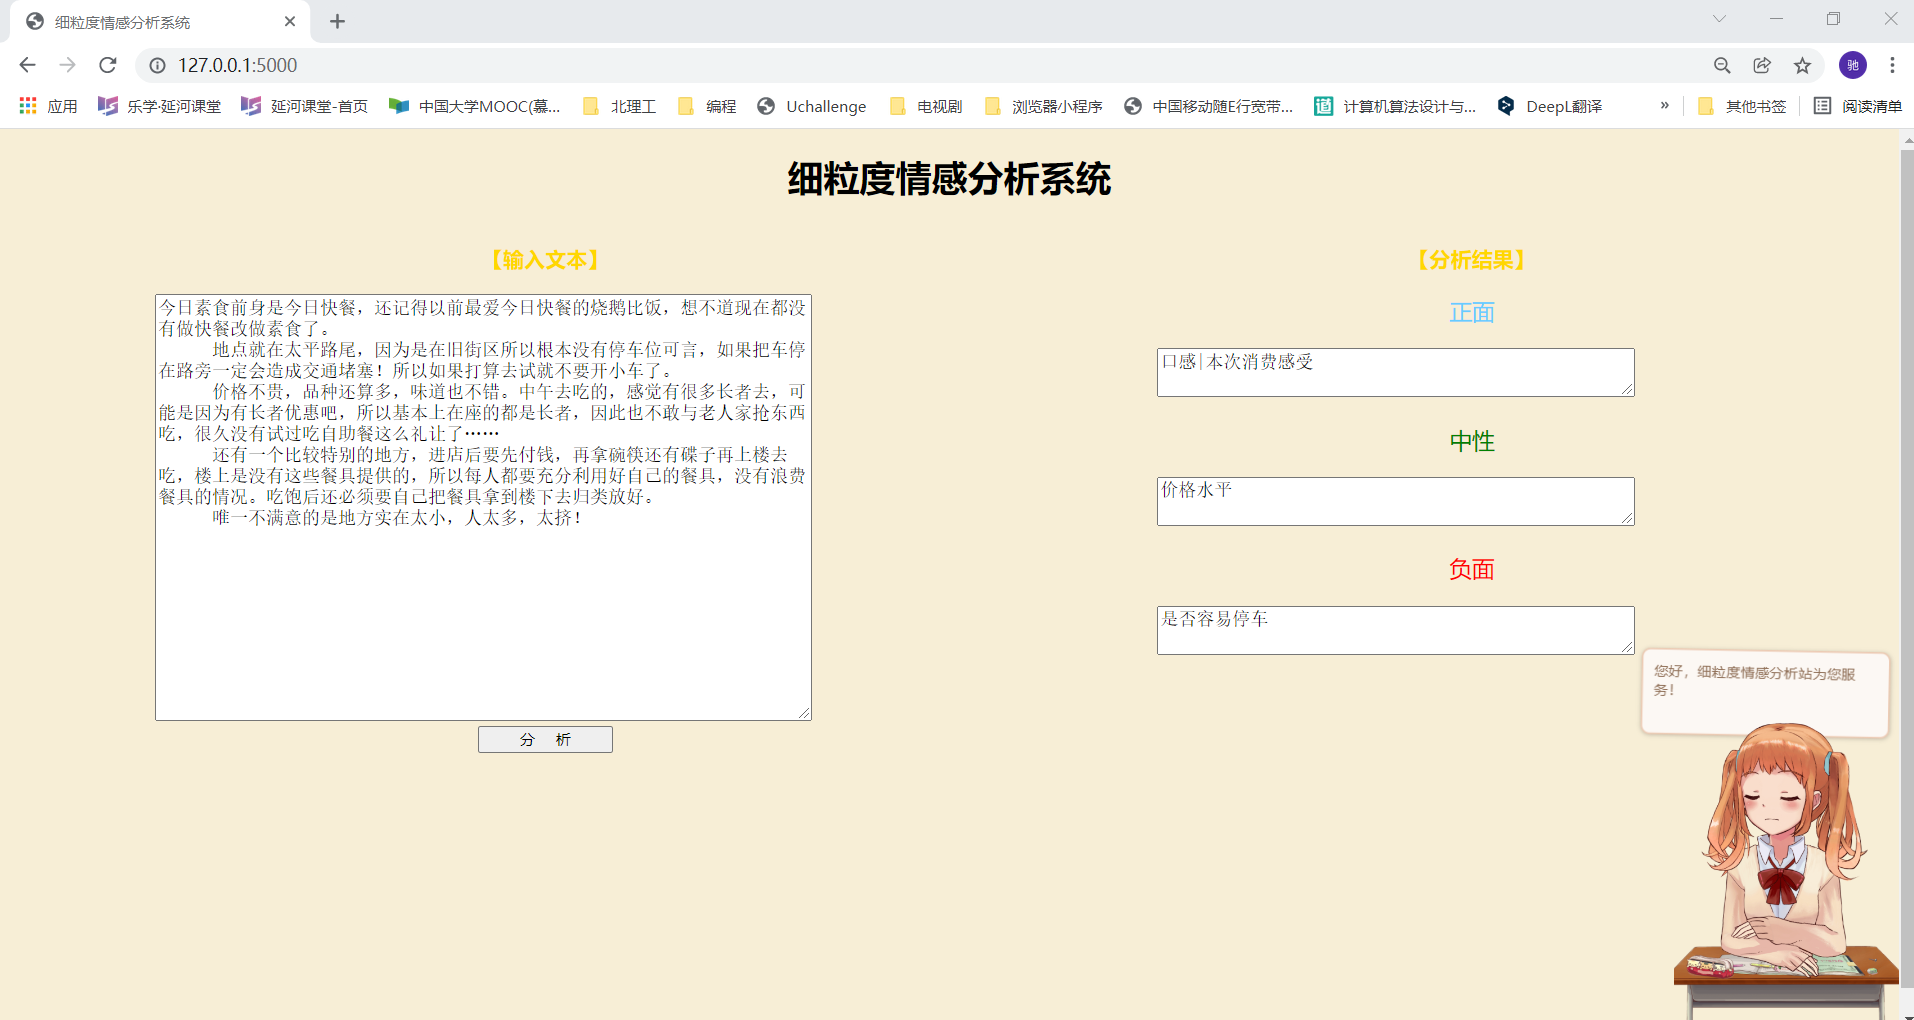 细粒度情感分析系统
127.0.0.1:5000
驰
应用
乐学·延河课堂
延河课堂-首页
中国大学MOOC(慕...
北理工
编程
Uchallenge
电视剧
浏览器小程序
中国移动随E行宽带...
计算机算法设计与...
DeepL翻译
»
其他书签
阅读清单
细粒度情感分析系统
【输入文本】
今日素食前身是今日快餐，还记得以前最爱今日快餐的烧鹅比饭，想不道现在都没
有做快餐改做素食了。
地点就在太平路尾，因为是在旧街区所以根本没有停车位可言，如果把车停
在路旁一定会造成交通堵塞！所以如果打算去试就不要开小车了。
价格不贵，品种还算多，味道也不错。中午去吃的，感觉有很多长者去，可
能是因为有长者优惠吧，所以基本上在座的都是长者，因此也不敢与老人家抢东西
吃，很久没有试过吃自助餐这么礼让了……
还有一个比较特别的地方，进店后要先付钱，再拿碗筷还有碟子再上楼去
吃，楼上是没有这些餐具提供的，所以每人都要充分利用好自己的餐具，没有浪费
餐具的情况。吃饱后还必须要自己把餐具拿到楼下去归类放好。
唯一不满意的是地方实在太小，人太多，太挤！
分 析
【分析结果】
正面
口感|本次消费感受
中性
价格水平
负面
是否容易停车
您好，细粒度情感分析站为您服
务！